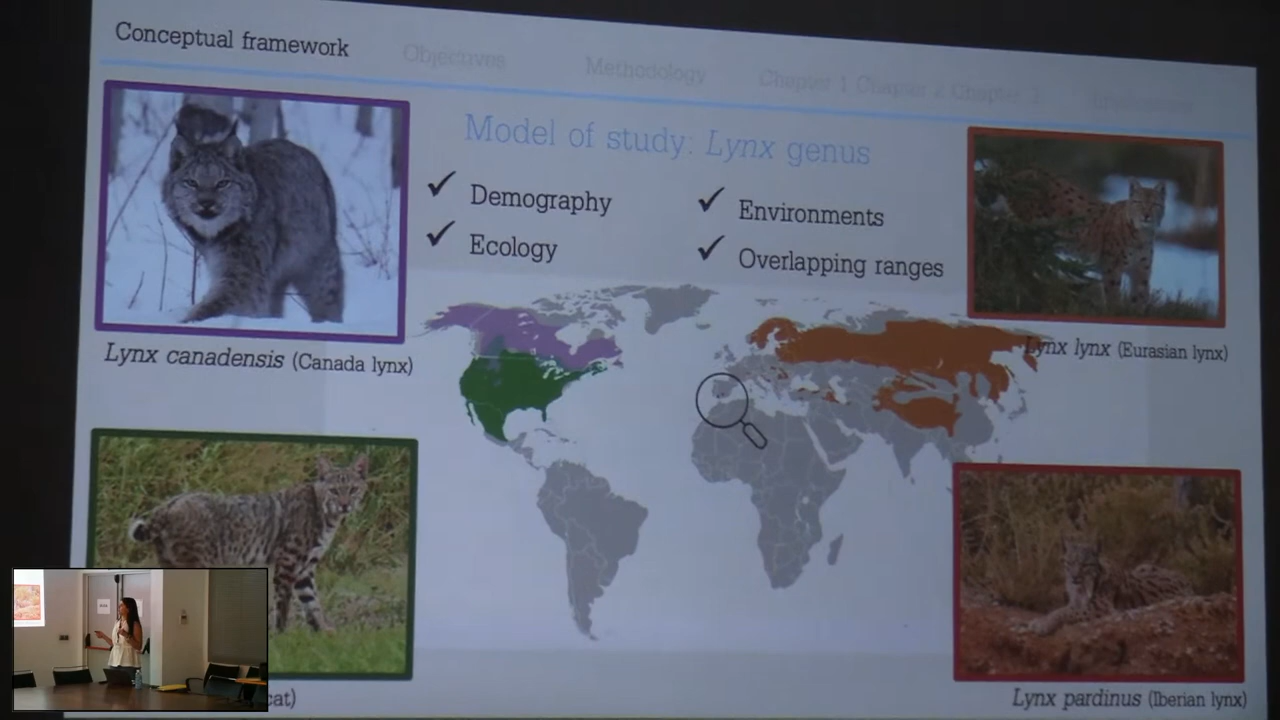 Conceptual framework
Objectives
Methodology
Chapter 1 Chapter 2 Chapter 3
Model of study: Lynx genus
✓ Demography
✓ Environments
✓ Ecology
✓ Overlapping ranges
Lynx canadensis (Canada lynx)
Lynx lynx (Eurasian lynx)
cat)
Lynx pardinus (Iberian lynx)